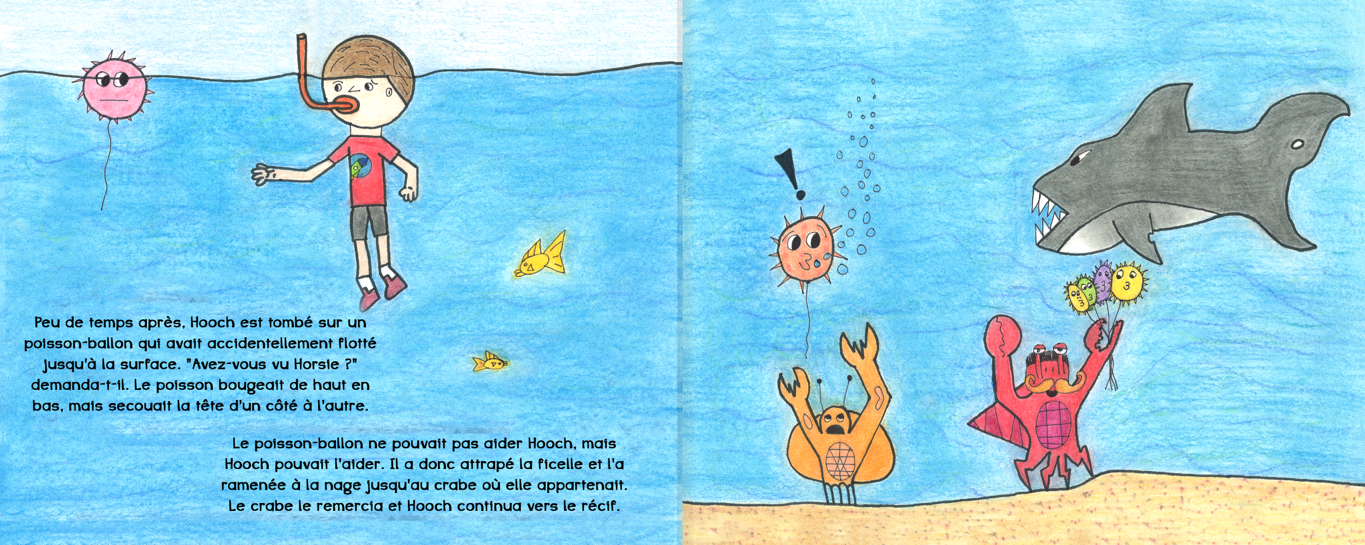 Peu de temps après, Hooch est tombé sur un
poisson-ballon qui avait accidentellement flotté
jusqu'à la surface. "Avez-vous vu Horsie ?"
demanda-t-il. Le poisson bougeait de haut en
bas, mais secouait la tête d'un côté à l'autre.
Le poisson-ballon ne pouvait pas aider Hooch, mais
Hooch pouvait l'aider. Il a donc attrapé la ficelle et l'a
ramenée à la nage jusqu'au crabe où elle appartenait.
Le crabe le remercia et Hooch continua vers le récif.
!